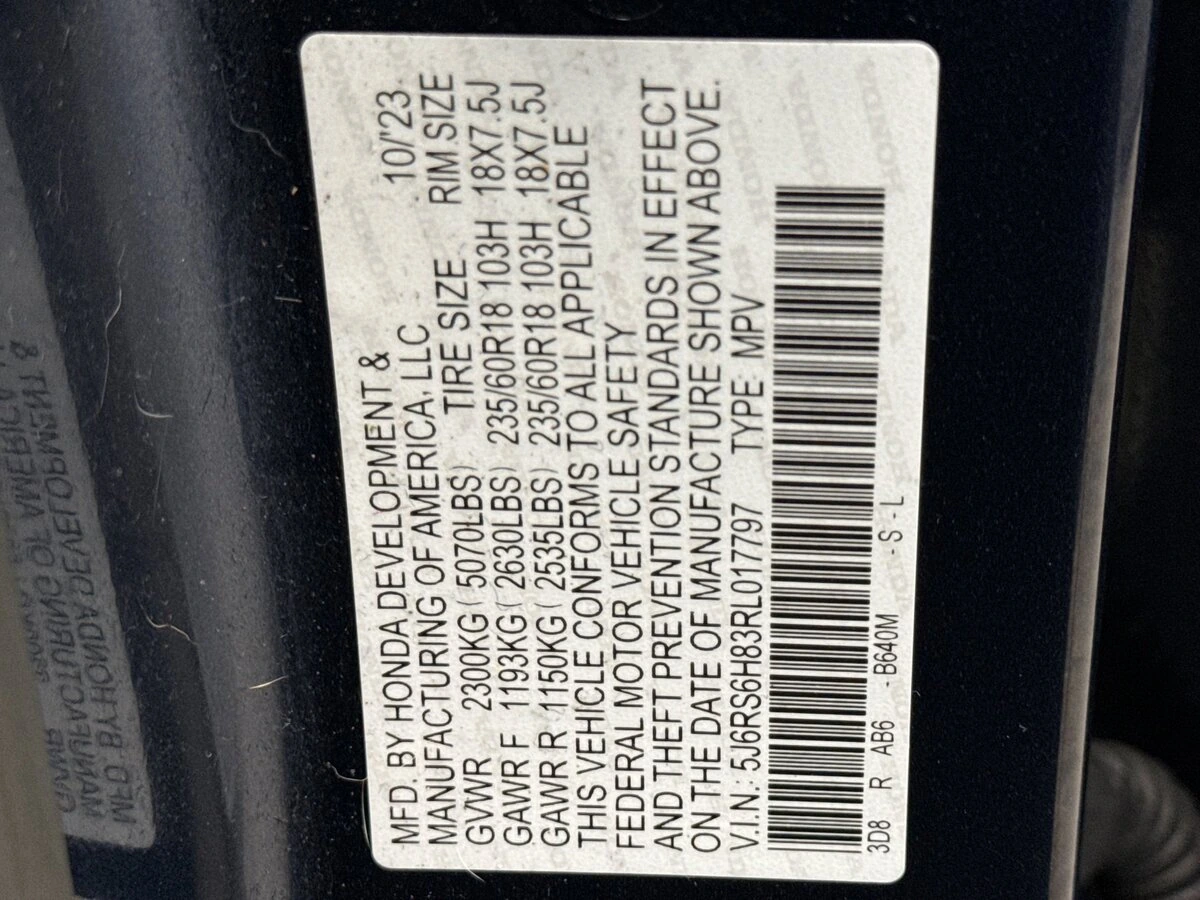 MFD. BY HONDA DEVELOPMENT &
MANUFACTURING OF AMERICA, LLC 10/'23
GVWR 2300KG ( 5070LBS) TIRE SIZE RIM SIZE
GAWR F 1193KG ( 2630LBS) 235/60R18 103H 18X7.5J
GAWR R 1150KG ( 2535LBS) 235/60R18 103H 18X7.5J
THIS VEHICLE CONFORMS TO ALL APPLICABLE
FEDERAL MOTOR VEHICLE SAFETY
AND THEFT PREVENTION STANDARDS IN EFFECT
ON THE DATE OF MANUFACTURE SHOWN ABOVE.
V.I.N.: 5J6RS6H83RL017797 TYPE: MPV
3D8 R AB6 -B640M -S -L